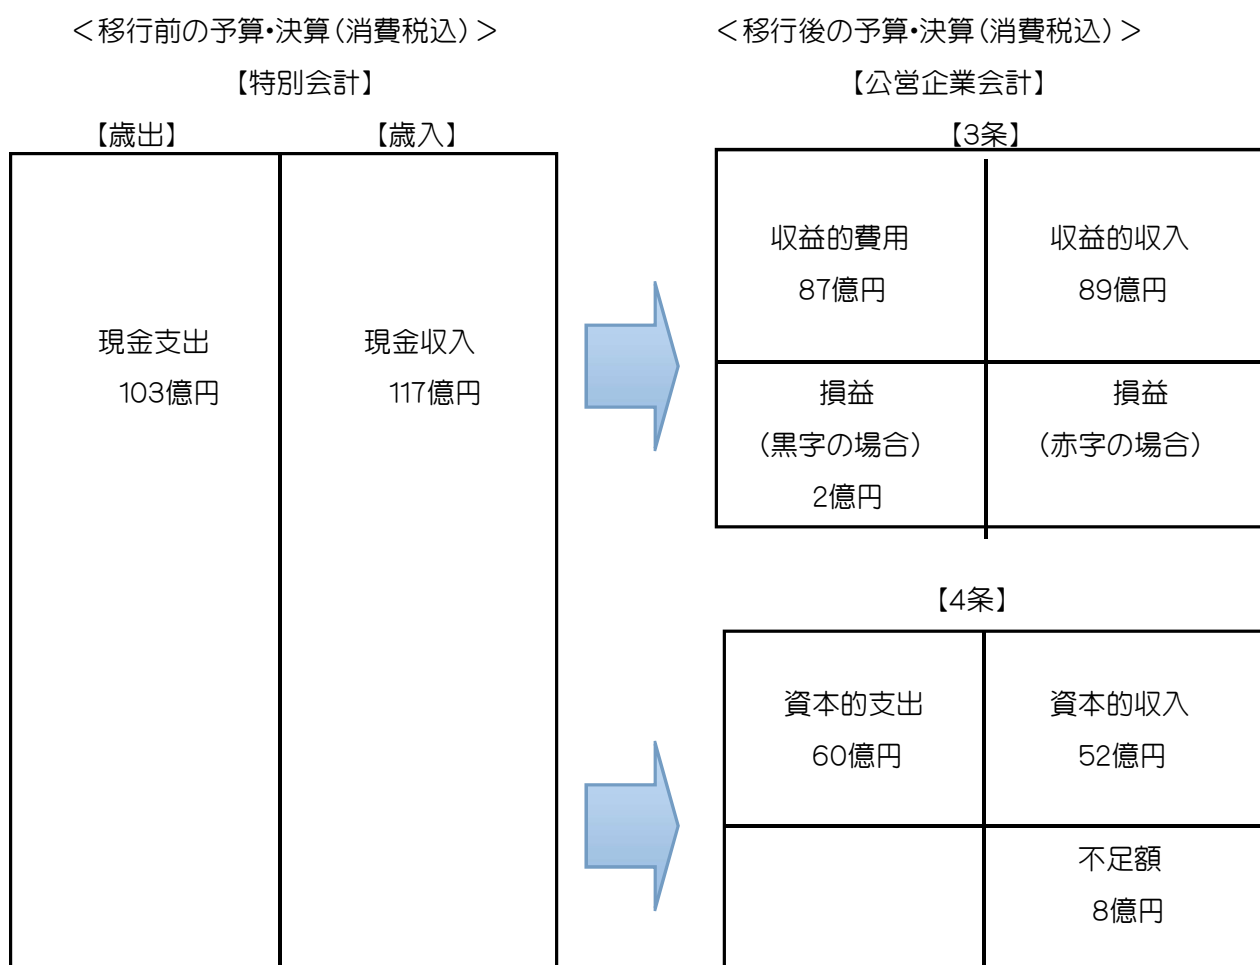 ＜移行前の予算・決算（消費税込）＞
【特別会計】
【歳出】
【歳入】
現金支出
103億円
現金収入
117億円
＜移行後の予算・決算（消費税込）＞
【公営企業会計】
【3条】
収益的費用
87億円
収益的収入
89億円
損益
（黒字の場合）
2億円
損益
（赤字の場合）
【4条】
資本的支出
60億円
資本的収入
52億円
不足額
8億円